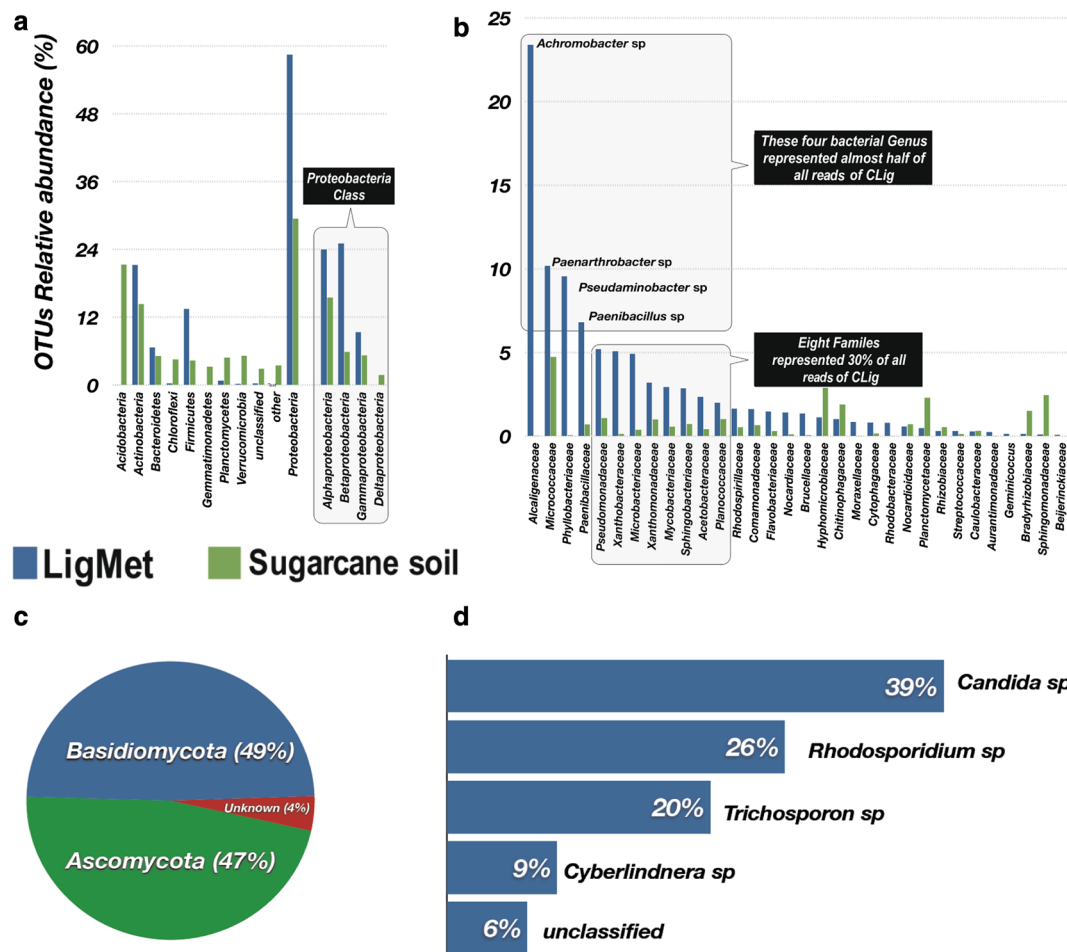 a
OTUs Relative abundance (%)
60
48
36
24
12
0
Proteobacteria
Class
Acidobacteria
Actinobacteria
Bacteroidetes
Chloroflexi
Firmicutes
Gemmatimonadetes
Planctomycetes
Verrucomicrobia
unclassified
other
Proteobacteria
Alphaproteobacteria
Betaproteobacteria
Gammaproteobacteria
Deltaproteobacteria
LigMet
Sugarcane soil
b
25
20
15
10
5
0
Achromobacter sp
These four bacterial Genus
represented almost half of
all reads of CLig
Paenarthrobacter sp
Pseudaminobacter sp
Paenibacillus sp
Eight Familes
represented 30% of all
reads of CLig
Alcaligenaceae
Micrococcaceae
Phyllobacteriaceae
Paenibacillaceae
Pseudomonadaceae
Xanthobacteraceae
Microbacteriaceae
Xanthomonadaceae
Mycobacteriaceae
Sphingobacteriaceae
Acetobacteraceae
Planococcaceae
Rhodospirillaceae
Comamonadaceae
Flavobacteriaceae
Nocardiaceae
Brucellaceae
Hyphomicrobiaceae
Chitinophagaceae
Moraxellaceae
Cytophagaceae
Rhodobacteraceae
Nocardioidaceae
Planctomycetaceae
Rhizobiaceae
Streptococcaceae
Caulobacteraceae
Aurantimonadaceae
Geminicoccus
Bradyrhizobiaceae
Sphingomonadaceae
Beijerinckiaceae
c
Basidiomycota (49%)
Unknown (4%)
Ascomycota (47%)
d
39%
Candida sp
26%
Rhodosporidium sp
20%
Trichosporon sp
9%
Cyberlindnera sp
6%
unclassified